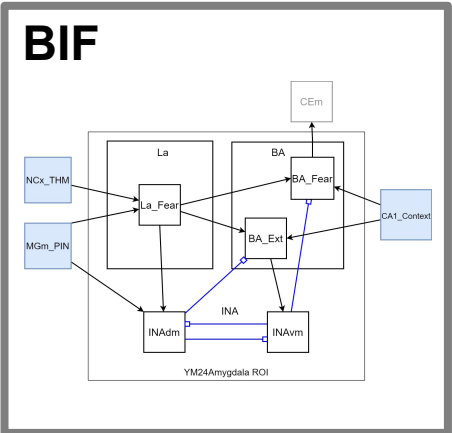 BIF
CEm
La
BA
NCx_THM
BA_Fear
La_Fear
CA1_Context
MGm_PIN
BA_Ext
INA
INAdm
INAvm
YM24Amygdala ROI